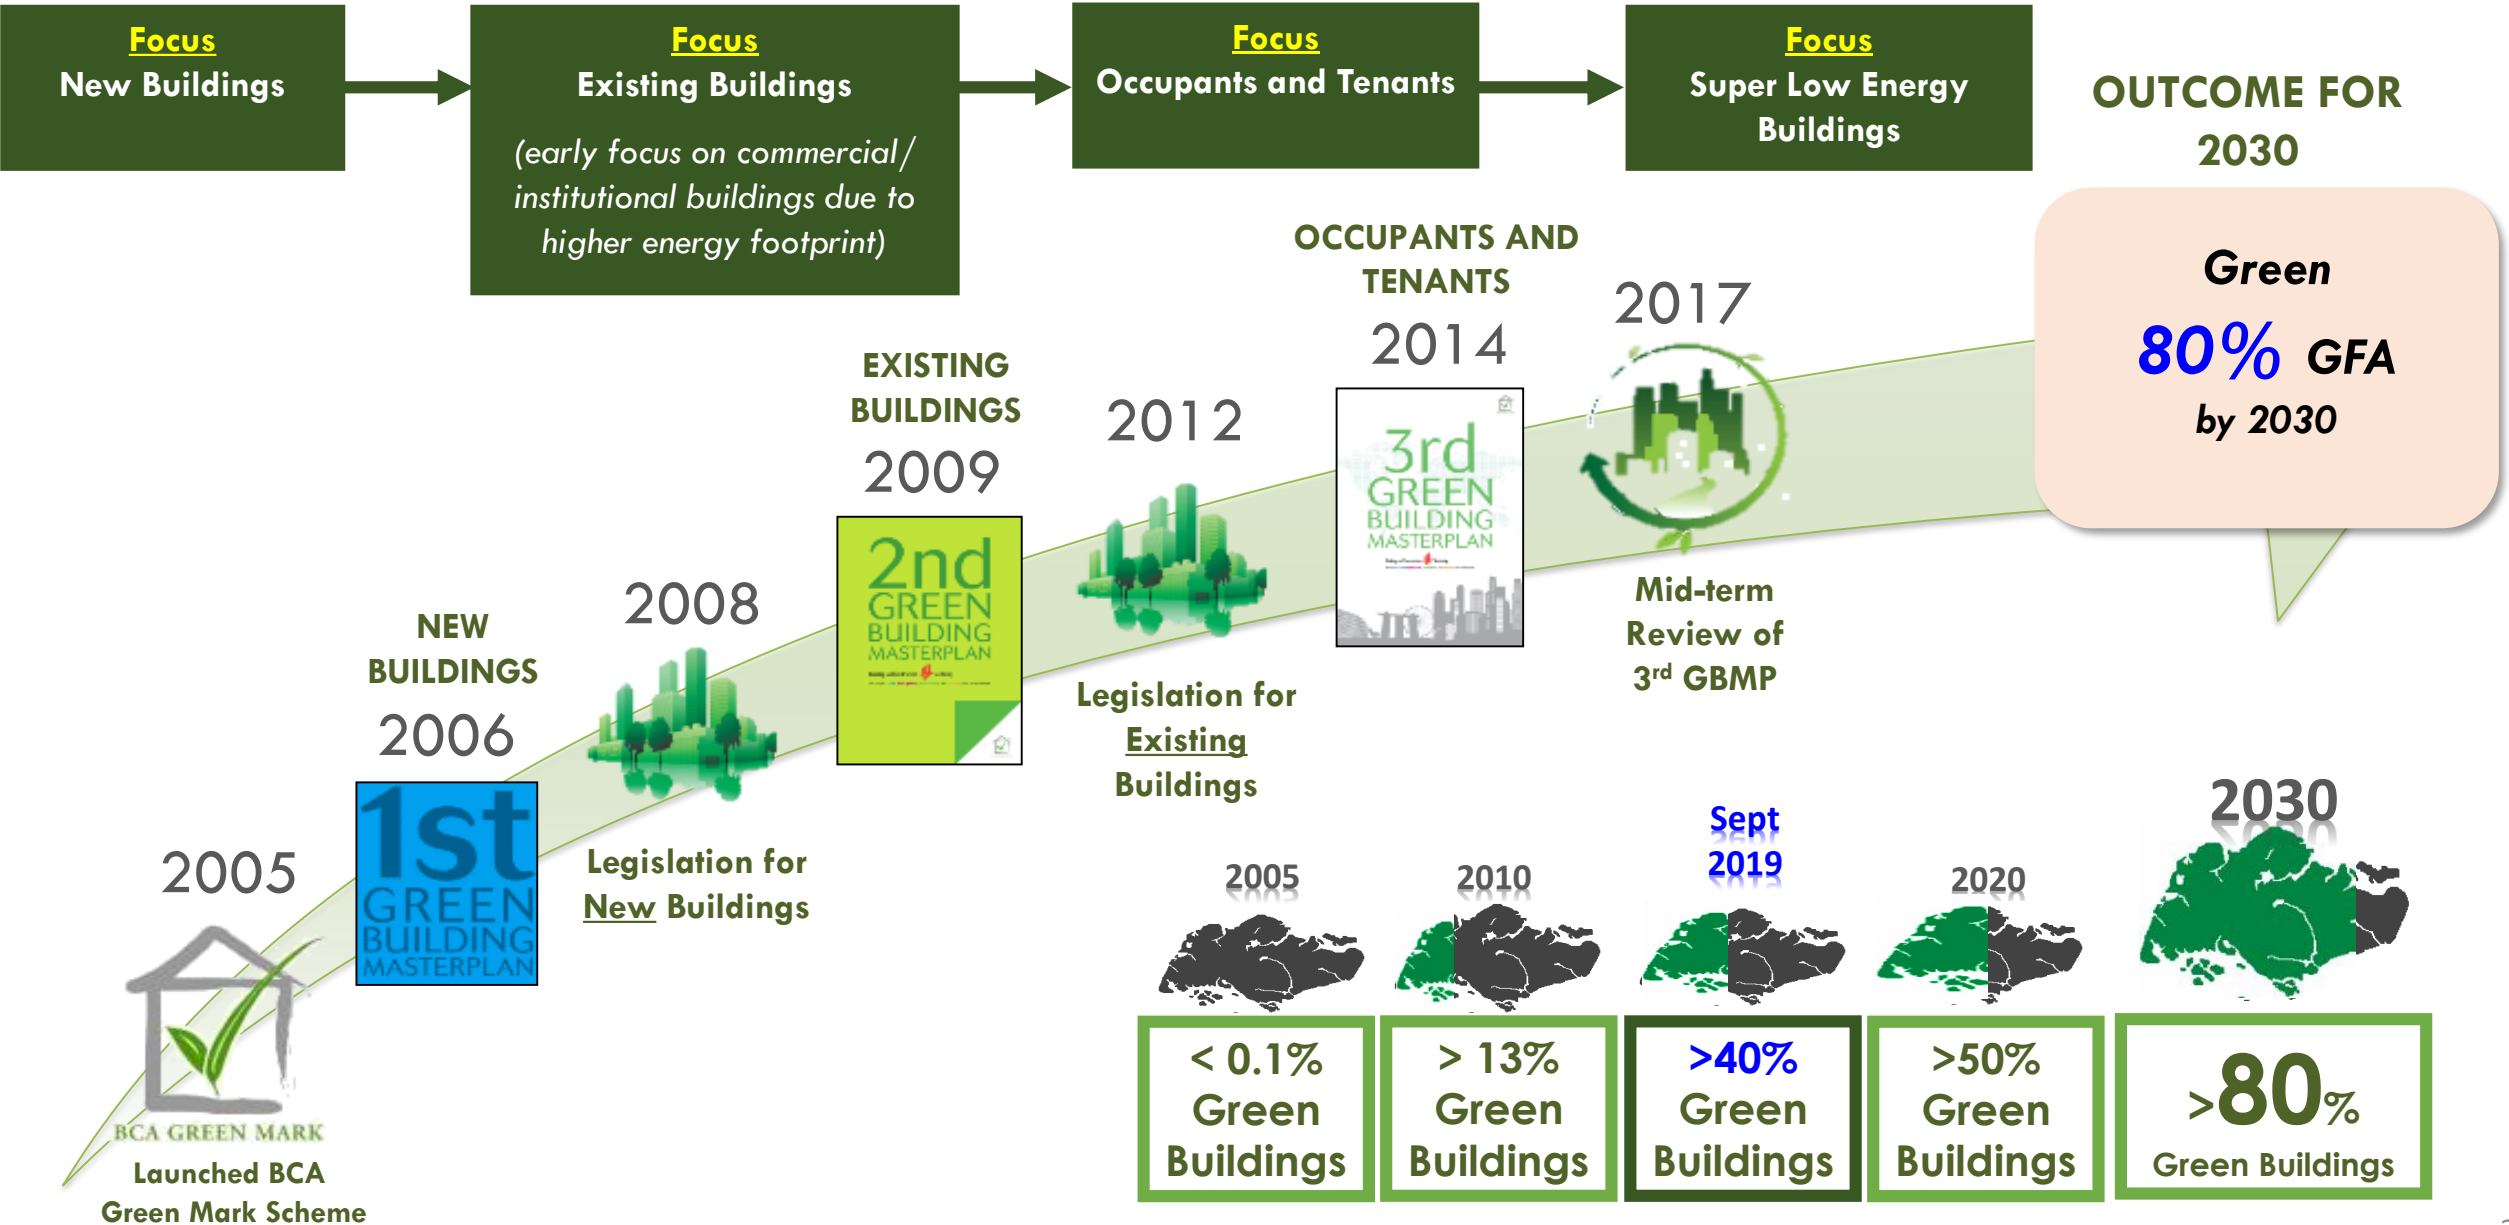 Focus
New Buildings
Focus
Existing Buildings
(early focus on commercial/
institutional buildings due to
higher energy footprint)
Focus
Occupants and Tenants
Focus
Super Low Energy
Buildings
OUTCOME FOR
2030
Green
80% GFA
by 2030
2005
BCA GREEN MARK
Launched BCA
Green Mark Scheme
NEW
BUILDINGS
2006
1st
GREEN
BUILDING
MASTERPLAN
2008
Legislation for
New Buildings
EXISTING
BUILDINGS
2009
2nd
GREEN
BUILDING
MASTERPLAN
2012
Legislation for
Existing
Buildings
OCCUPANTS AND
TENANTS
2014
3rd
GREEN
BUILDING
MASTERPLAN
2017
Mid-term
Review of
3rd GBMP
2005
< 0.1%
Green
Buildings
2010
> 13%
Green
Buildings
Sept
2019
>40%
Green
Buildings
2020
>50%
Green
Buildings
2030
>80%
Green Buildings